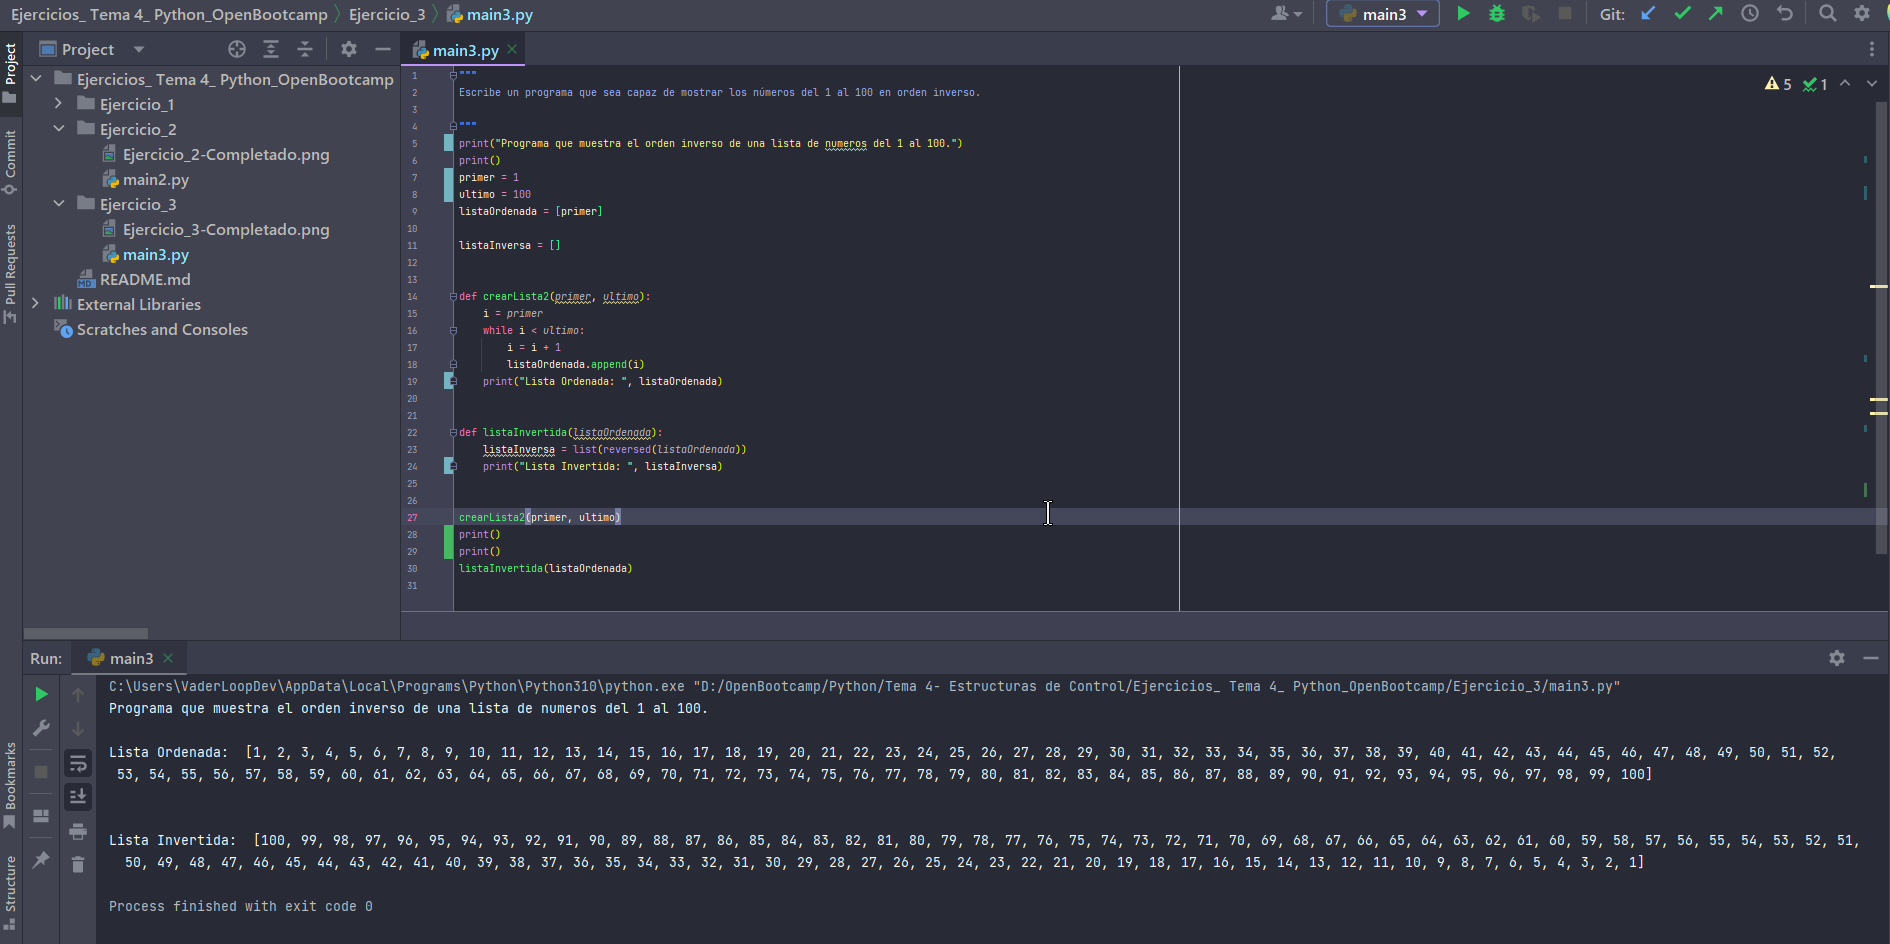 Ejercicios_ Tema 4_ Python_OpenBootcamp Ejercicio_3 main3.py main3 Git:
Project main3.py
Project
Commit
Pull Requests
Bookmarks
Structure
Ejercicios_ Tema 4_ Python_OpenBootcamp
Ejercicio_1
Ejercicio_2
Ejercicio_2-Completado.png
main2.py
Ejercicio_3
Ejercicio_3-Completado.png
main3.py
README.md
External Libraries
Scratches and Consoles
5 1
1 """
2 Escribe un programa que sea capaz de mostrar los números del 1 al 100 en orden inverso.
3
4 """
5 print("Programa que muestra el orden inverso de una lista de numeros del 1 al 100.")
6 print()
7 primer = 1
8 ultimo = 100
9 listaOrdenada = [primer]
10
11 listaInversa = []
12
13
14 def crearLista2(primer, ultimo):
15 i = primer
16 while i < ultimo:
17 i = i + 1
18 listaOrdenada.append(i)
19 print("Lista Ordenada: ", listaOrdenada)
20
21
22 def listaInvertida(listaOrdenada):
23 listaInversa = list(reversed(listaOrdenada))
24 print("Lista Invertida: ", listaInversa)
25
26
27 crearLista2(primer, ultimo)
28 print()
29 print()
30 listaInvertida(listaOrdenada)
31
Run: main3
C:\Users\VaderLoopDev\AppData\Local\Programs\Python\Python310\python.exe "D:/OpenBootcamp/Python/Tema 4- Estructuras de Control/Ejercicios_ Tema 4_ Python_OpenBootcamp/Ejercicio_3/main3.py"
Programa que muestra el orden inverso de una lista de numeros del 1 al 100.
Lista Ordenada:  [1, 2, 3, 4, 5, 6, 7, 8, 9, 10, 11, 12, 13, 14, 15, 16, 17, 18, 19, 20, 21, 22, 23, 24, 25, 26, 27, 28, 29, 30, 31, 32, 33, 34, 35, 36, 37, 38, 39, 40, 41, 42, 43, 44, 45, 46, 47, 48, 49, 50, 51, 52,
53, 54, 55, 56, 57, 58, 59, 60, 61, 62, 63, 64, 65, 66, 67, 68, 69, 70, 71, 72, 73, 74, 75, 76, 77, 78, 79, 80, 81, 82, 83, 84, 85, 86, 87, 88, 89, 90, 91, 92, 93, 94, 95, 96, 97, 98, 99, 100]
Lista Invertida:  [100, 99, 98, 97, 96, 95, 94, 93, 92, 91, 90, 89, 88, 87, 86, 85, 84, 83, 82, 81, 80, 79, 78, 77, 76, 75, 74, 73, 72, 71, 70, 69, 68, 67, 66, 65, 64, 63, 62, 61, 60, 59, 58, 57, 56, 55, 54, 53, 52, 51,
50, 49, 48, 47, 46, 45, 44, 43, 42, 41, 40, 39, 38, 37, 36, 35, 34, 33, 32, 31, 30, 29, 28, 27, 26, 25, 24, 23, 22, 21, 20, 19, 18, 17, 16, 15, 14, 13, 12, 11, 10, 9, 8, 7, 6, 5, 4, 3, 2, 1]
Process finished with exit code 0